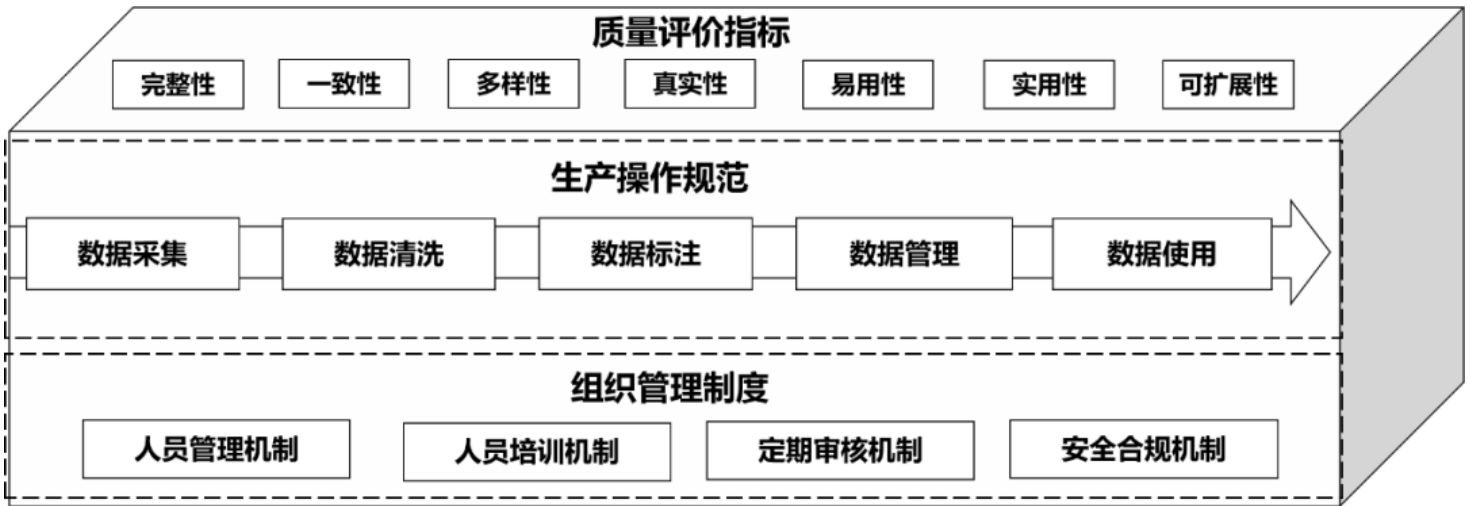 质量评价指标
完整性 一致性 多样性 真实性 易用性 实用性 可扩展性
生产操作规范
数据采集 数据清洗 数据标注 数据管理 数据使用
组织管理制度
人员管理机制 人员培训机制 定期审核机制 安全合规机制